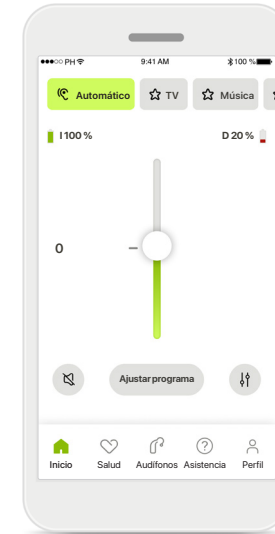 PH 9:41 AM 100 %
Automático TV Música
I 100 % D 20 %
0
Ajustar programa
Inicio Salud Audífonos Asistencia Perfil